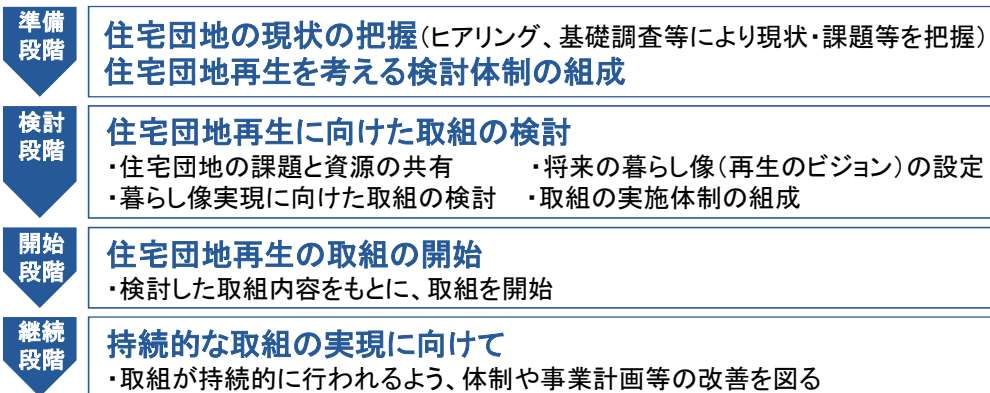 準備
段階
住宅団地の現状の把握(ヒアリング、基礎調査等により現状・課題等を把握)
住宅団地再生を考える検討体制の組成
検討
段階
住宅団地再生に向けた取組の検討
・住宅団地の課題と資源の共有 ・将来の暮らし像(再生のビジョン)の設定
・暮らし像実現に向けた取組の検討 ・取組の実施体制の組成
開始
段階
住宅団地再生の取組の開始
・検討した取組内容をもとに、取組を開始
継続
段階
持続的な取組の実現に向けて
・取組が持続的に行われるよう、体制や事業計画等の改善を図る